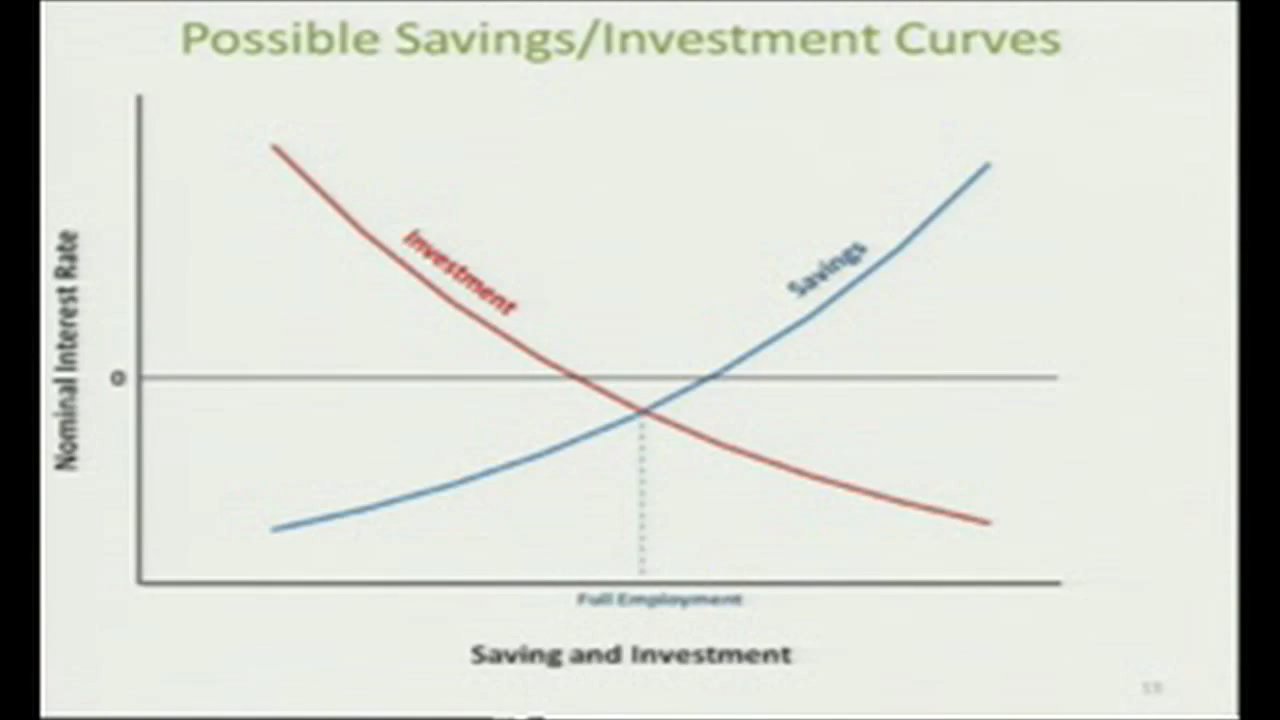 Possible Savings/Investment Curves
Investment
Savings
Nominal Interest Rate
0
Full Employment
Saving and Investment